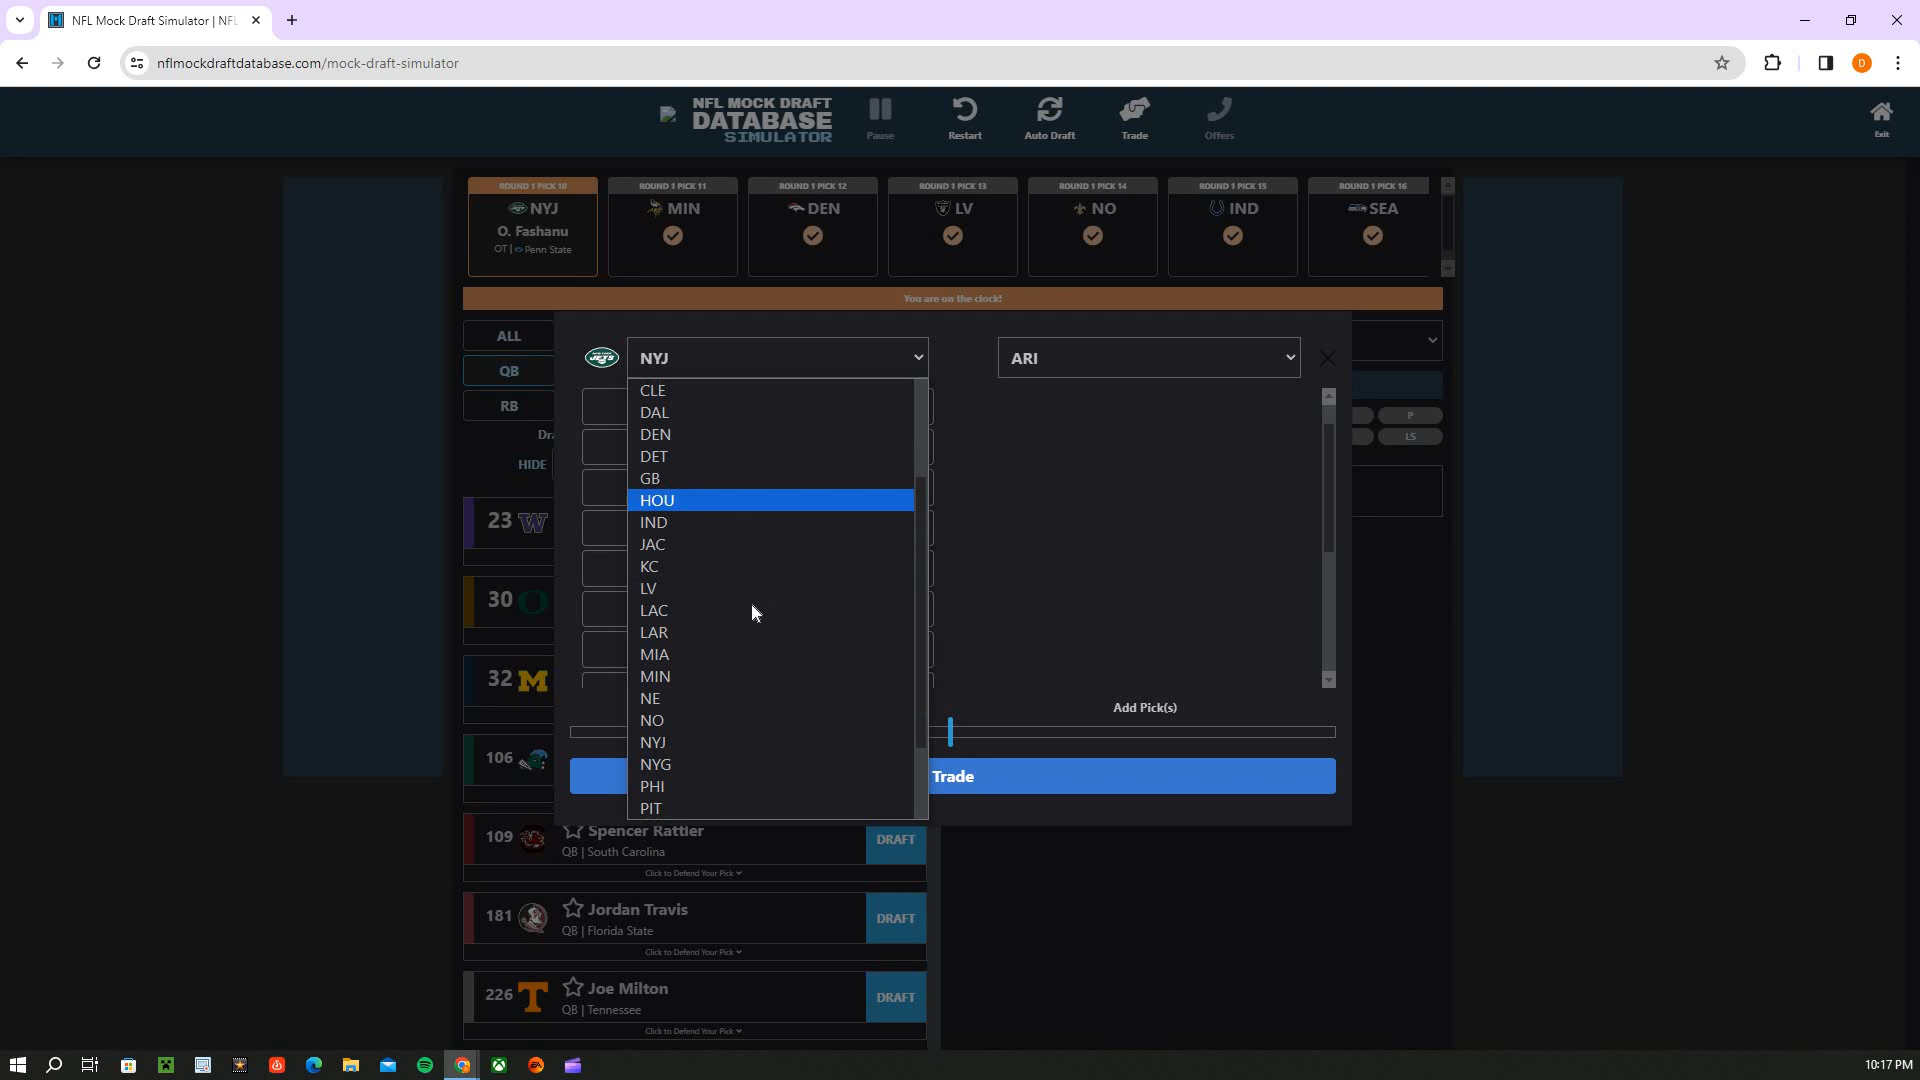 NFL Mock Draft Simulator | NFL
nflmockdraftdatabase.com/mock-draft-simulator
D
NFL MOCK DRAFT
DATABASE
SIMULATOR
Pause
Restart
Auto Draft
Trade
Offers
Exit
ROUND 1 PICK 10
ROUND 1 PICK 11
ROUND 1 PICK 12
ROUND 1 PICK 13
ROUND 1 PICK 14
ROUND 1 PICK 15
ROUND 1 PICK 16
NYJ
MIN
DEN
LV
NO
IND
SEA
O. Fashanu
OT | Penn State
You are on the clock!
ALL
QB
RB
HIDE
NYJ
ARI
P
LS
CLE
DAL
DEN
DET
GB
HOU
IND
JAC
KC
LV
LAC
LAR
MIA
MIN
NE
NO
NYJ
NYG
PHI
PIT
Add Pick(s)
Trade
23 W
30
32 M
106
109
Spencer Rattler
QB | South Carolina
DRAFT
Click to Defend Your Pick
181
Jordan Travis
QB | Florida State
DRAFT
Click to Defend Your Pick
226 T
Joe Milton
QB | Tennessee
DRAFT
Click to Defend Your Pick
10:17 PM